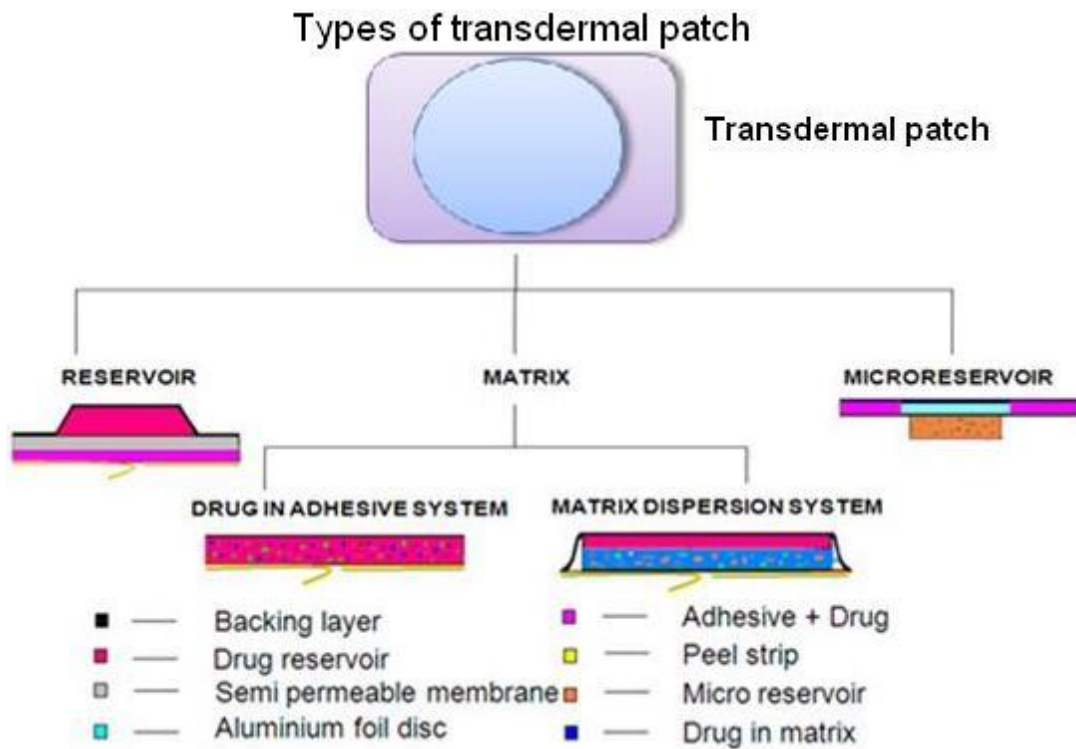 Types of transdermal patch
Transdermal patch
RESERVOIR
MATRIX
MICRORESERVOIR
DRUG IN ADHESIVE SYSTEM
MATRIX DISPERSION SYSTEM
Backing layer
Drug reservoir
Semi permeable membrane
Aluminium foil disc
Adhesive + Drug
Peel strip
Micro reservoir
Drug in matrix